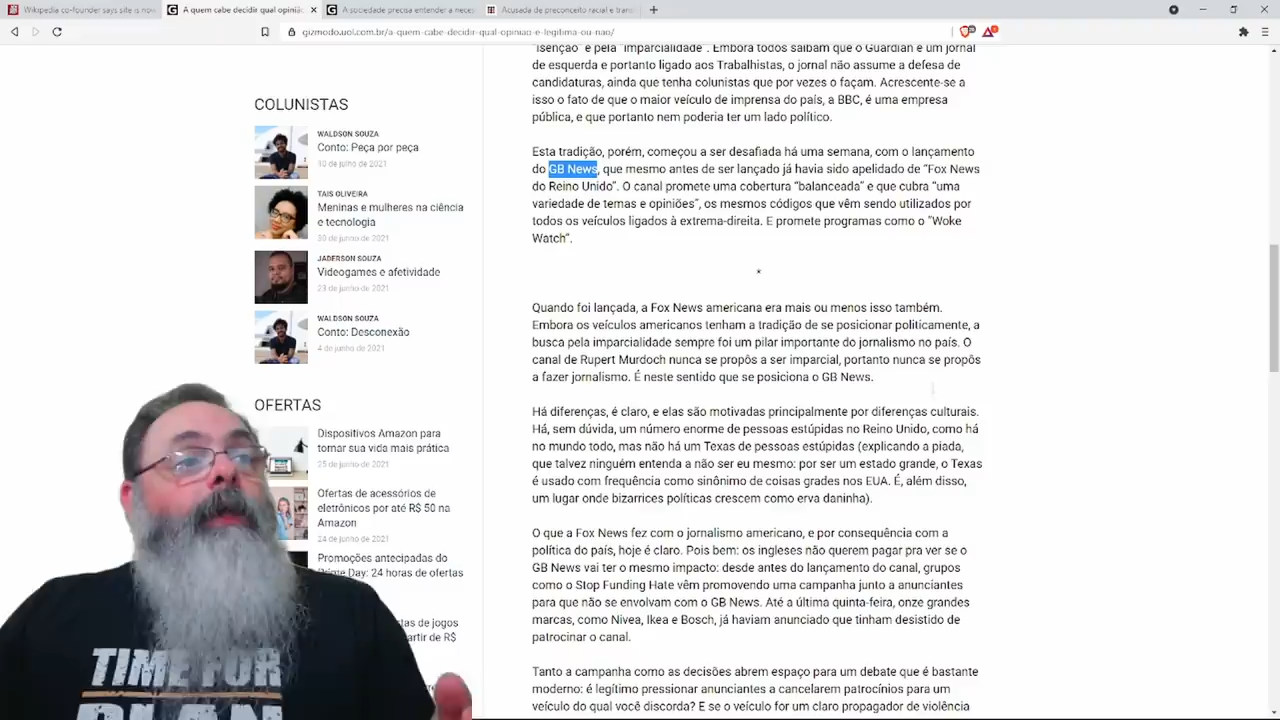 Wikipedia co-founder says site is now
A quem cabe decidir qual opinião
A sociedade precisa entender a nece
Acusada de preconceito racial e trans
gizmodo.uol.com.br/a-quem-cabe-decidir-qual-opiniao-e-legitima-ou-nao/
COLUNISTAS
WALDSON SOUZA
Conto: Peça por peça
10 de julho de 2021
TAIS OLIVEIRA
Meninas e mulheres na ciência
e tecnologia
30 de junho de 2021
JADERSON SOUZA
Videogames e afetividade
23 de junho de 2021
WALDSON SOUZA
Conto: Desconexão
4 de junho de 2021
OFERTAS
Dispositivos Amazon para
tornar sua vida mais prática
25 de junho de 2021
Ofertas de acessórios de
eletrônicos por até R$ 50 na
Amazon
24 de junho de 2021
Promoções antecipadas do
Prime Day: 24 horas de ofertas
de jogos
partir de R$
"isenção" e pela "imparcialidade". Embora todos saibam que o Guardian é um jornal
de esquerda e portanto ligado aos Trabalhistas, o jornal não assume a defesa de
candidaturas, ainda que tenha colunistas que por vezes o façam. Acrescente-se a
isso o fato de que o maior veículo de imprensa do país, a BBC, é uma empresa
pública, e que portanto nem poderia ter um lado político.
Esta tradição, porém, começou a ser desafiada há uma semana, com o lançamento
do GB News, que mesmo antes de ser lançado já havia sido apelidado de "Fox News
do Reino Unido". O canal promete uma cobertura "balanceada" e que cubra "uma
variedade de temas e opiniões", os mesmos códigos que vêm sendo utilizados por
todos os veículos ligados à extrema-direita. E promete programas como o "Woke
Watch".
*
Quando foi lançada, a Fox News americana era mais ou menos isso também.
Embora os veículos americanos tenham a tradição de se posicionar politicamente, a
busca pela imparcialidade sempre foi um pilar importante do jornalismo no país. O
canal de Rupert Murdoch nunca se propôs a ser imparcial, portanto nunca se propôs
a fazer jornalismo. É neste sentido que se posiciona o GB News.
Há diferenças, é claro, e elas são motivadas principalmente por diferenças culturais.
Há, sem dúvida, um número enorme de pessoas estúpidas no Reino Unido, como há
no mundo todo, mas não há um Texas de pessoas estúpidas (explicando a piada,
que talvez ninguém entenda a não ser eu mesmo: por ser um estado grande, o Texas
é usado com frequência como sinônimo de coisas grades nos EUA. É, além disso,
um lugar onde bizarrices políticas crescem como erva daninha).
O que a Fox News fez com o jornalismo americano, e por consequência com a
política do país, hoje é claro. Pois bem: os ingleses não querem pagar pra ver se o
GB News vai ter o mesmo impacto: desde antes do lançamento do canal, grupos
como o Stop Funding Hate vêm promovendo uma campanha junto a anunciantes
para que não se envolvam com o GB News. Até a última quinta-feira, onze grandes
marcas, como Nivea, Ikea e Bosch, já haviam anunciado que tinham desistido de
patrocinar o canal.
Tanto a campanha como as decisões abrem espaço para um debate que é bastante
moderno: é legítimo pressionar anunciantes a cancelarem patrocínios para um
veículo do qual você discorda? E se o veículo for um claro propagador de violência
TIME FOR